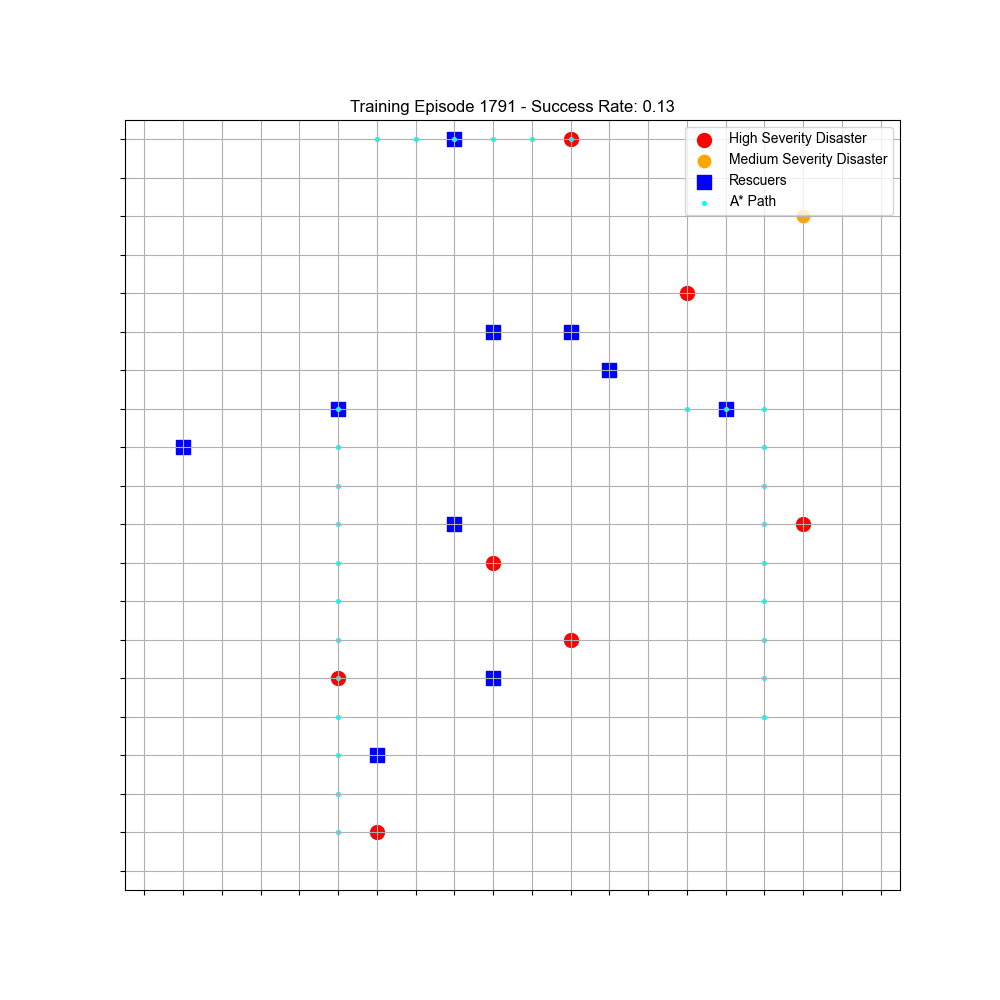 Training Episode 1791 - Success Rate: 0.13
High Severity Disaster
Medium Severity Disaster
Rescuers
A* Path